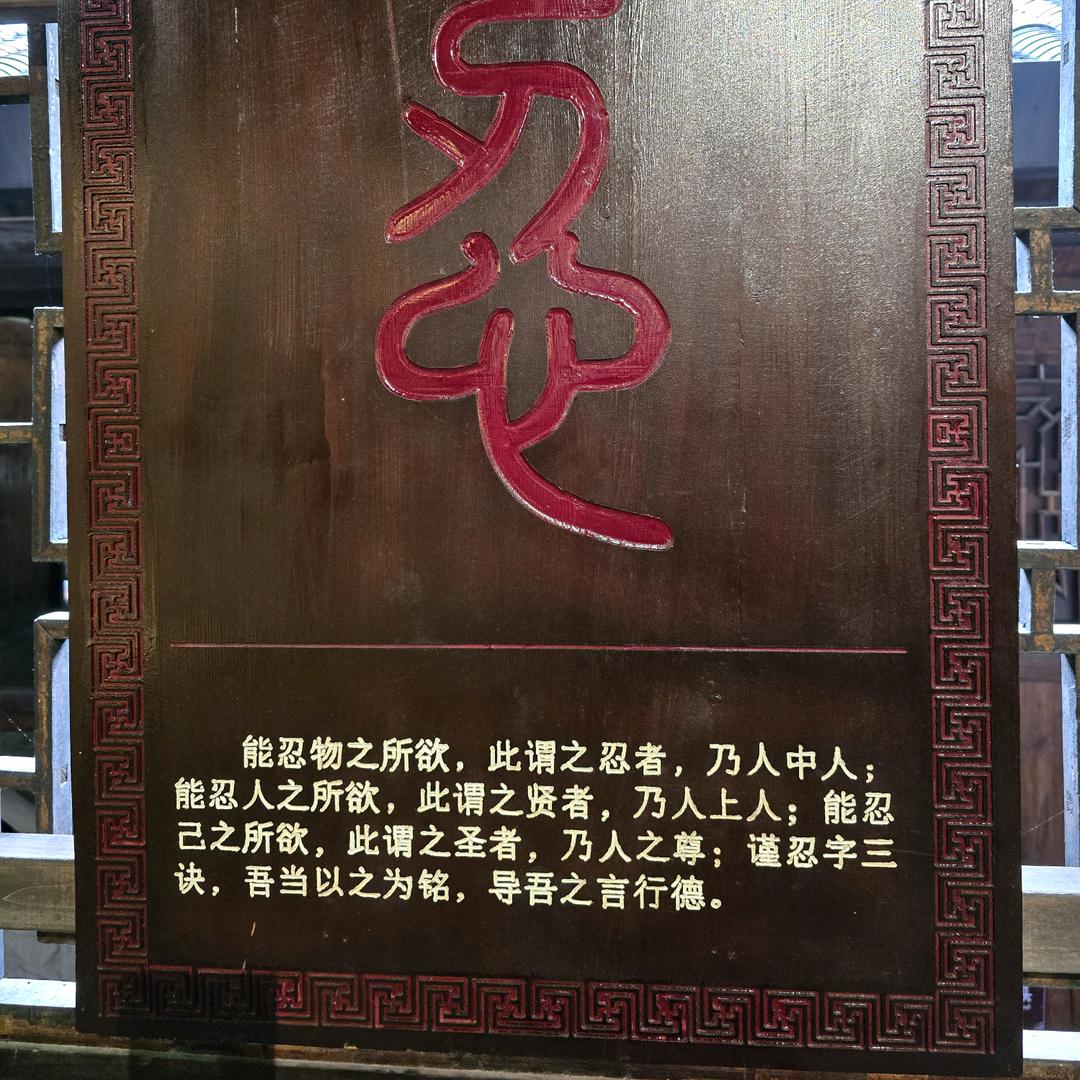 忍
能忍物之所欲，此谓之忍者，乃人中人；
能忍人之所欲，此谓之贤者，乃人上人；能忍
己之所欲，此谓之圣者，乃人之尊；谨忍字三
诀，吾当以之为铭，导吾之言行德。